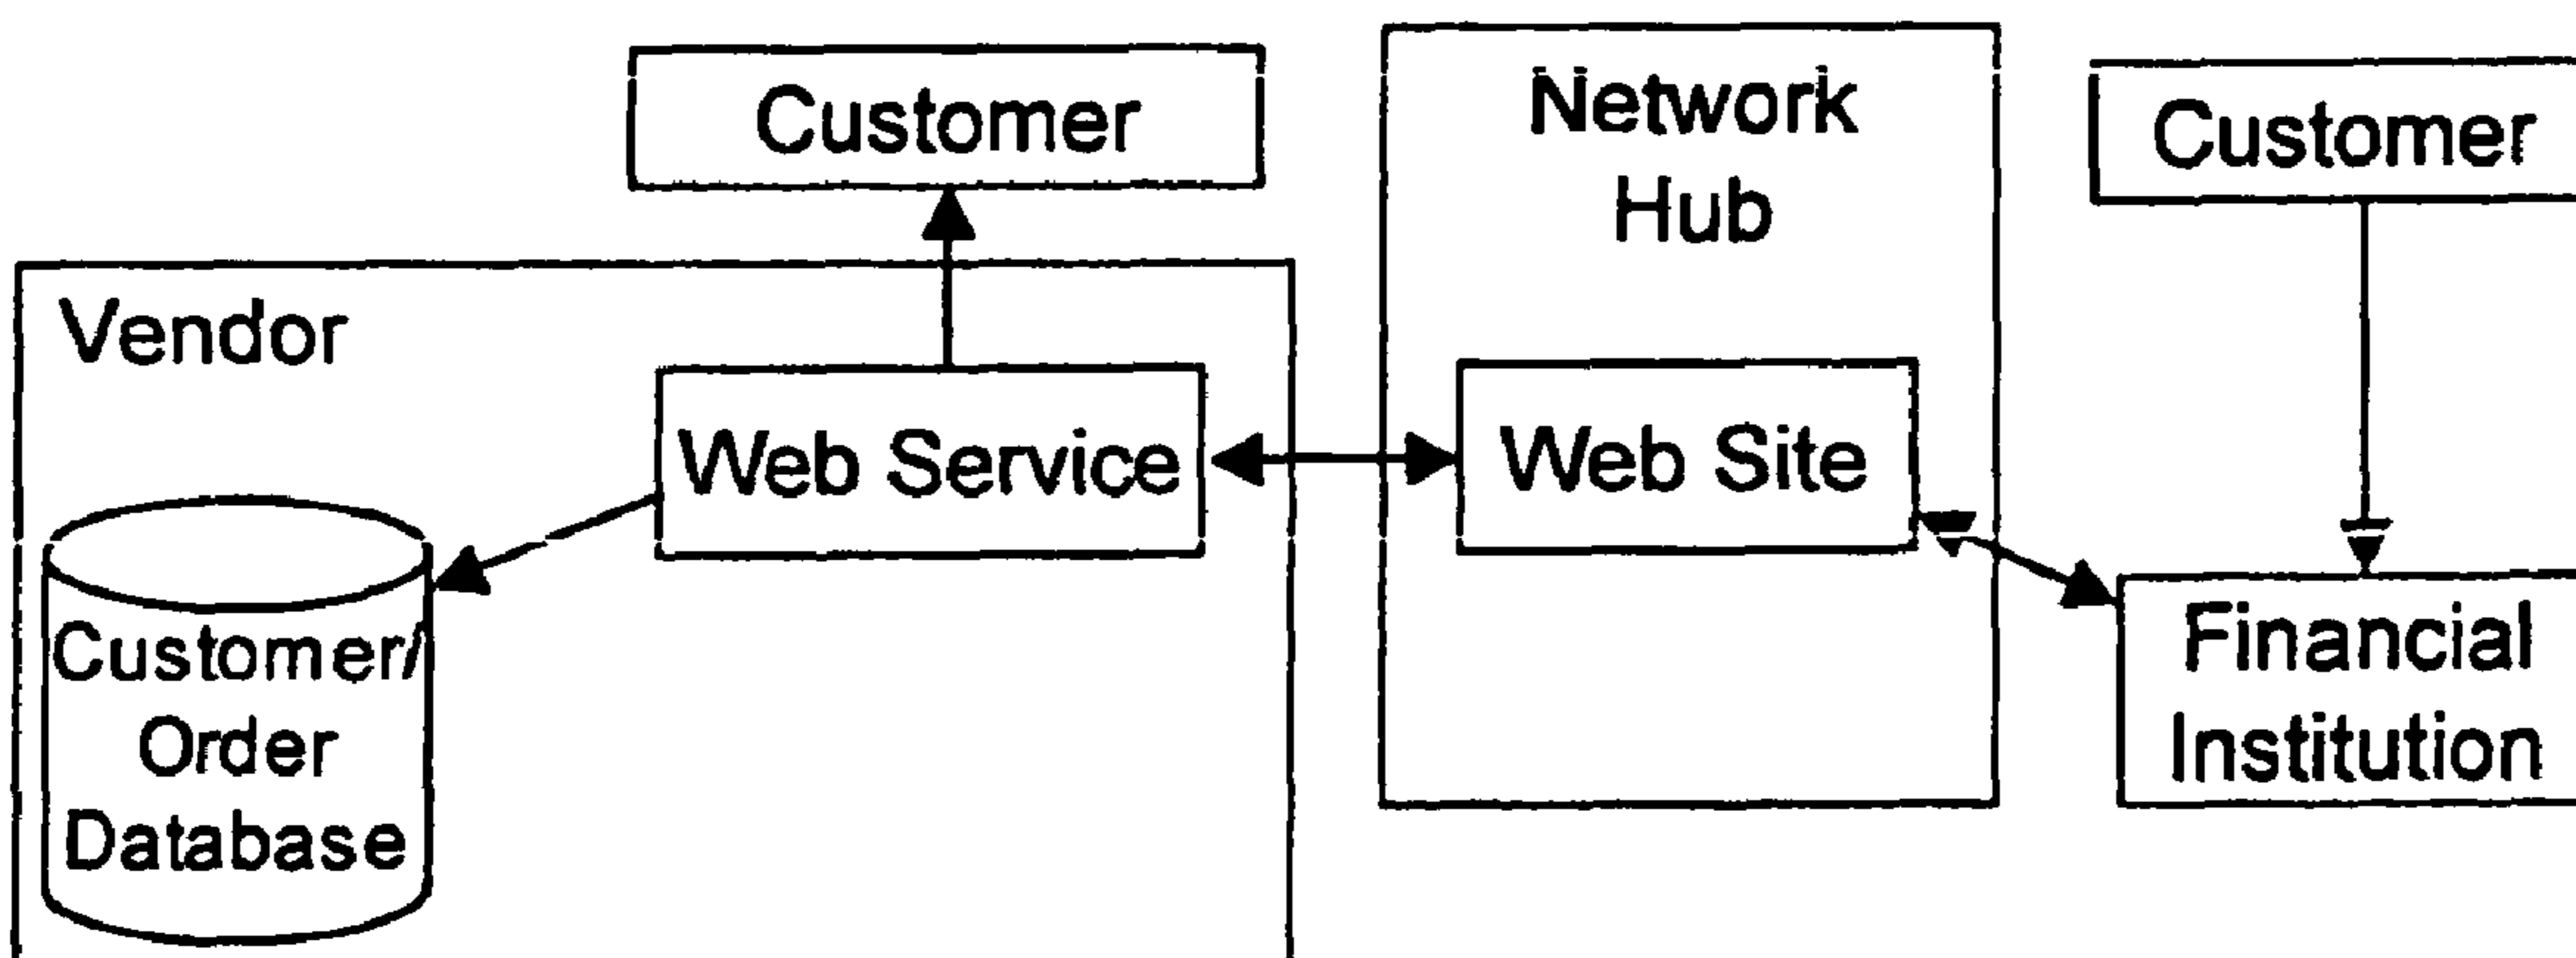 Customer
Network
Hub
Customer
Vendor
Web Service
Web Site
Customer/
Order
Database
Financial
Institution